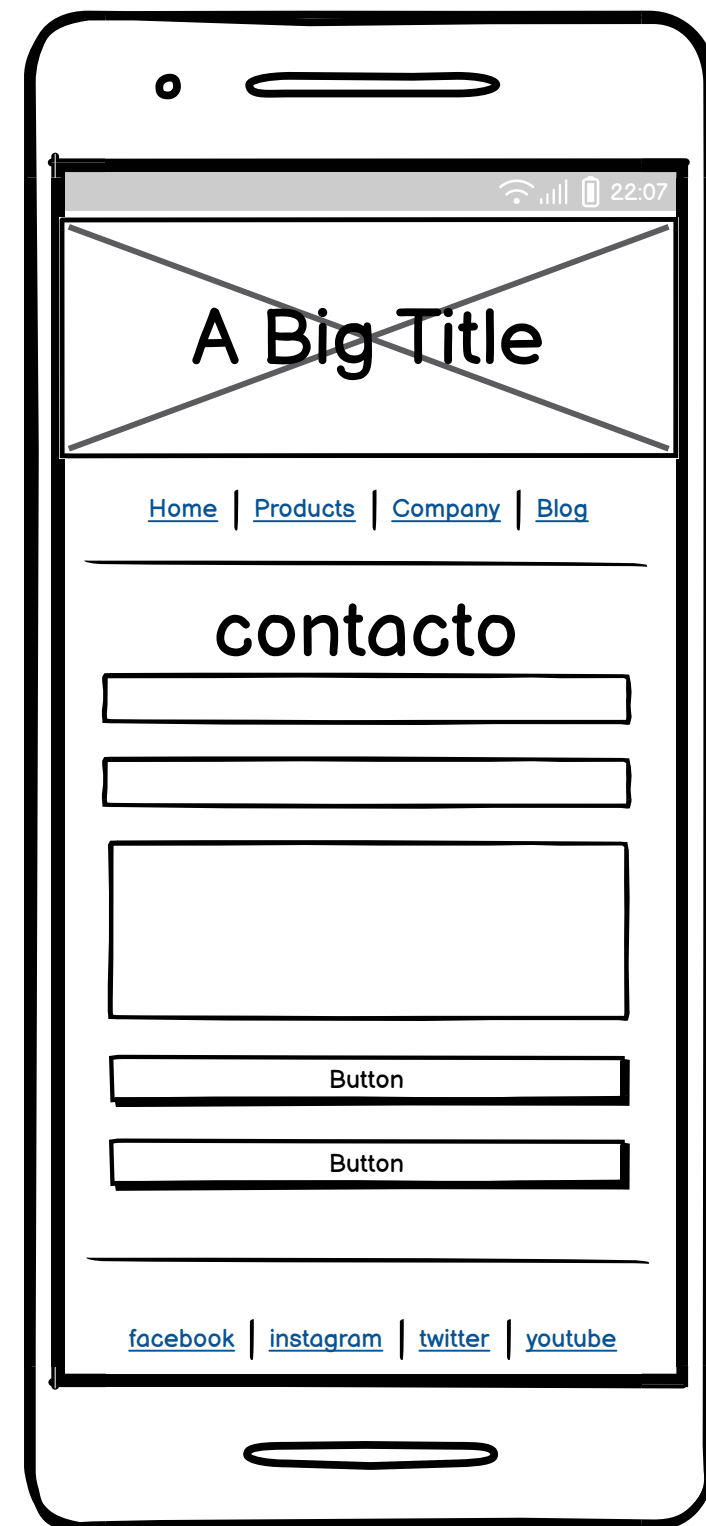 22:07
A Big Title
Home | Products | Company | Blog
contacto
Button
Button
facebook | instagram | twitter | youtube